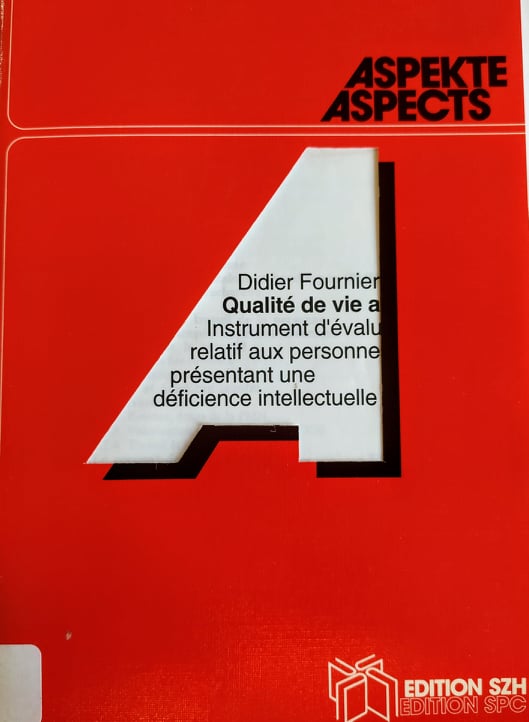 ASPEKTE
ASPECTS
Didier Fournier
Qualité de vie a
Instrument d'évalu
relatif aux personne
présentant une
déficience intellectuelle
EDITION SZH
EDITION SPC